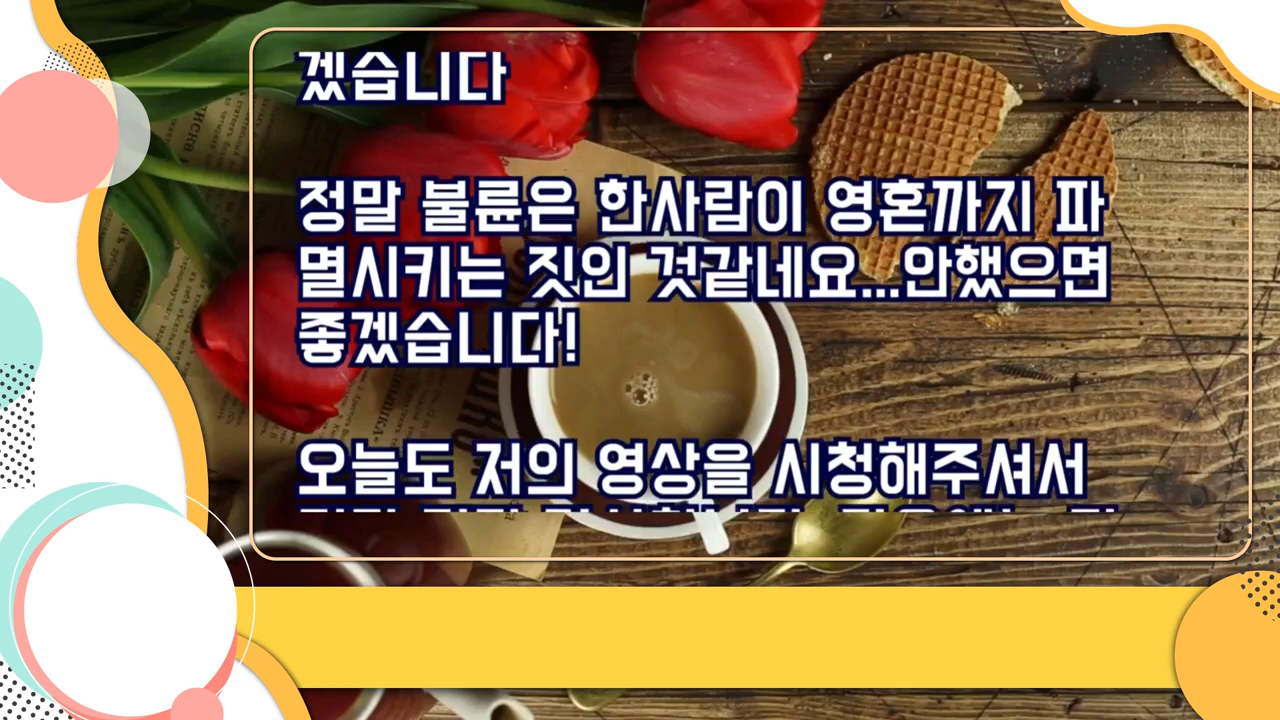 겠습니다
정말 불륜은 한사람이 영혼까지 파
멸시키는 짓인 것같네요...안했으면
좋겠습니다!
오늘도 저의 영상을 시청해주셔서